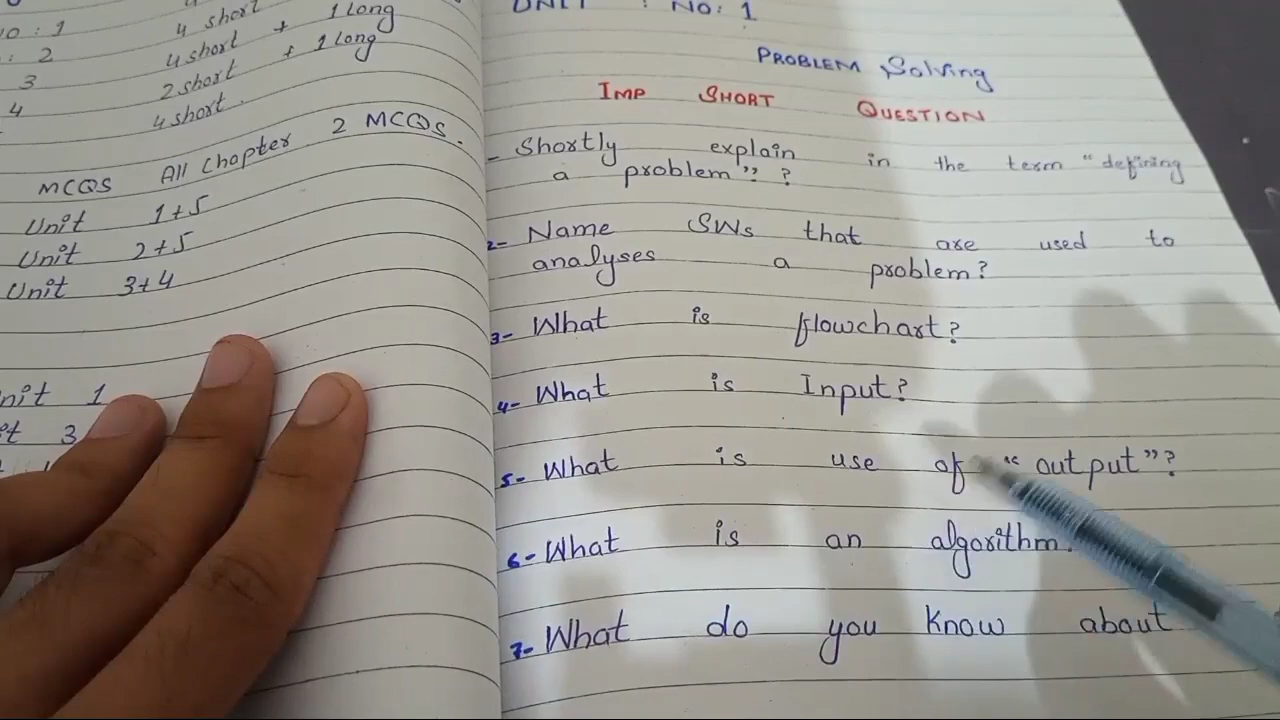 No: 1 4 short + 1 long
: 2 4 short + 1 long
3 2 short
4 4 short.
MCQS All Chapter 2 MCQS.
Unit 1+5
Unit 2+5
Unit 3+4
nit 1
it 3
UNIT : No: 1
PROBLEM Solving
IMP SHORT QUESTION
- Shortly explain in the term "defining
a problem" ?
2- Name SWs that are used to
analyses a problem?
3- What is flowchart?
4- What is Input?
5- What is use of "output"?
6- What is an algorithm.
7- What do you know about